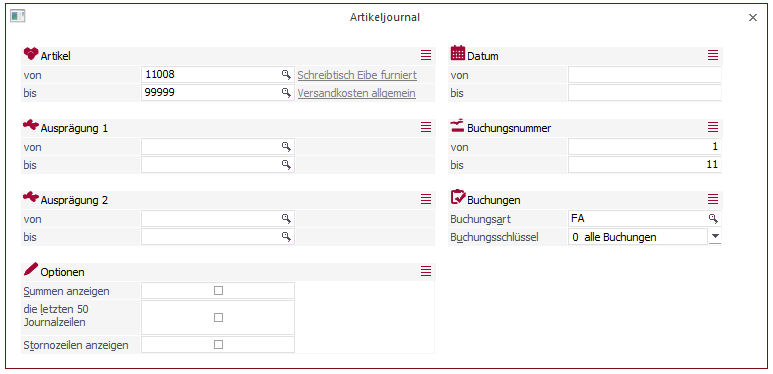 Artikeljournal
Artikel
von 11008 Schreibtisch Eibe furniert
bis 99999 Versandkosten allgemein
Datum
von
bis
Ausprägung 1
von
bis
Buchungsnummer
von 1
bis 11
Ausprägung 2
von
bis
Buchungen
Buchungsart FA
Buchungsschlüssel 0 alle Buchungen
Optionen
Summen anzeigen
die letzten 50
Journalzeilen
Stornozeilen anzeigen